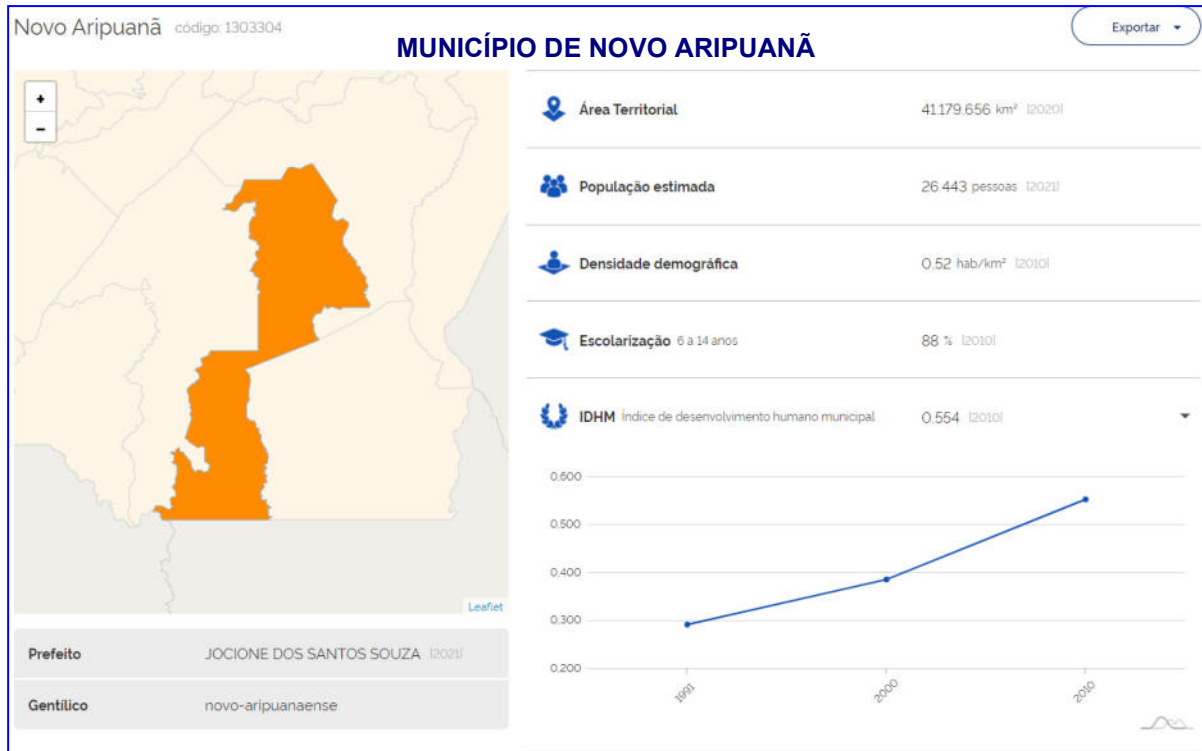 Novo Aripuanã código: 1303304
Exportar
MUNICÍPIO DE NOVO ARIPUANÃ
+
−
Leaflet
Prefeito JOCIONE DOS SANTOS SOUZA [2021]
Gentílico novo-aripuanaense
Área Territorial 41.179,656 km² [2020]
População estimada 26.443 pessoas [2021]
Densidade demográfica 0,52 hab/km² [2010]
Escolarização 6 a 14 anos 88 % [2010]
IDHM Índice de desenvolvimento humano municipal 0,554 [2010]
0,600
0,500
0,400
0,300
0,200
1991
2000
2010